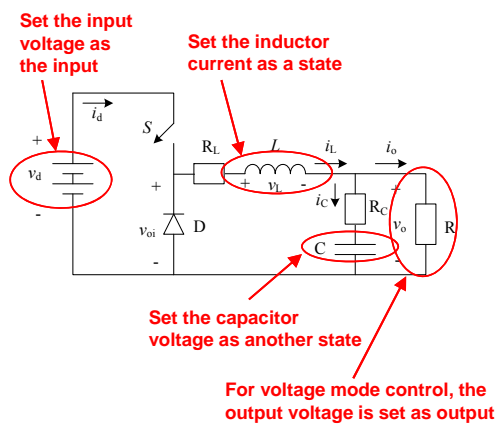 Set the input
voltage as
the input
Set the inductor
current as a state
i_d
S
R_L
L
i_L
i_o
+
v_d
-
+
v_L
-
+
v_oi
D
-
i_C
R_C
C
+
v_o
-
R
Set the capacitor
voltage as another state
For voltage mode control, the
output voltage is set as output